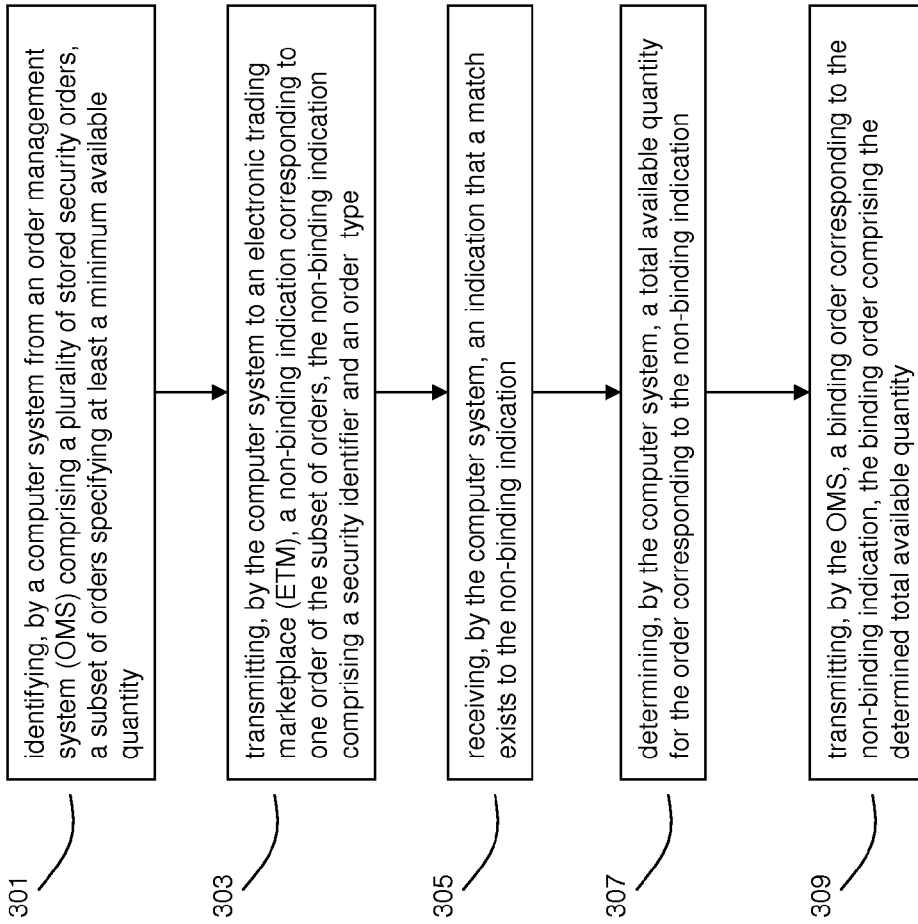 301
identifying, by a computer system from an order management
system (OMS) comprising a plurality of stored security orders,
a subset of orders specifying at least a minimum available
quantity
303
transmitting, by the computer system to an electronic trading
marketplace (ETM), a non-binding indication corresponding to
one order of the subset of orders, the non-binding indication
comprising a security identifier and an order type
305
receiving, by the computer system, an indication that a match
exists to the non-binding indication
307
determining, by the computer system, a total available quantity
for the order corresponding to the non-binding indication
309
transmitting, by the OMS, a binding order corresponding to the
non-binding indication, the binding order comprising the
determined total available quantity